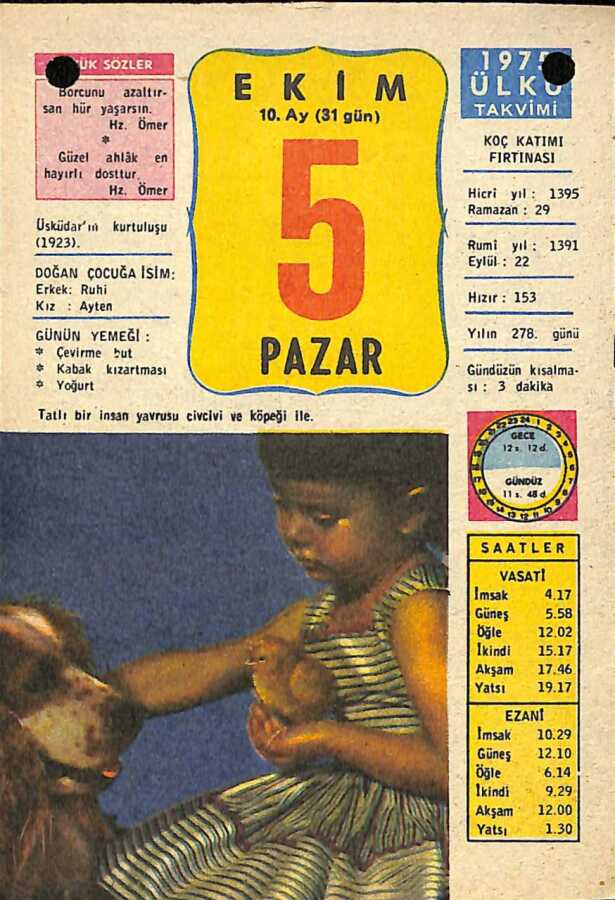 ÜK SÖZLER
Borcunu azaltır-
san hür yaşarsın.
Hz. Ömer
Güzel ahlâk en
hayırlı dosttur.
Hz. Ömer
Üsküdar'ın kurtuluşu
(1923).
DOĞAN ÇOCUĞA İSİM:
Erkek: Ruhi
Kız : Ayten
GÜNÜN YEMEĞİ :
Çevirme but
Kabak kızartması
Yoğurt
EKİM
10. Ay (31 gün)
5
PAZAR
1975
ÜLKÜ
TAKVİMİ
KOÇ KATIMI
FIRTINASI
Hicri yıl : 1395
Ramazan : 29
Rumi yıl : 1391
Eylül : 22
Hızır : 153
Yılın 278. günü
Gündüzün kısalma-
sı : 3 dakika
Tatlı bir insan yavrusu civcivi ve köpeği ile.
GECE
12 s. 12 d.
GÜNDÜZ
11 s. 48 d.
SAATLER
VASATİ
İmsak 4.17
Güneş 5.58
Öğle 12.02
İkindi 15.17
Akşam 17.46
Yatsı 19.17
EZANİ
İmsak 10.29
Güneş 12.10
Öğle 6.14
İkindi 9.29
Akşam 12.00
Yatsı 1.30